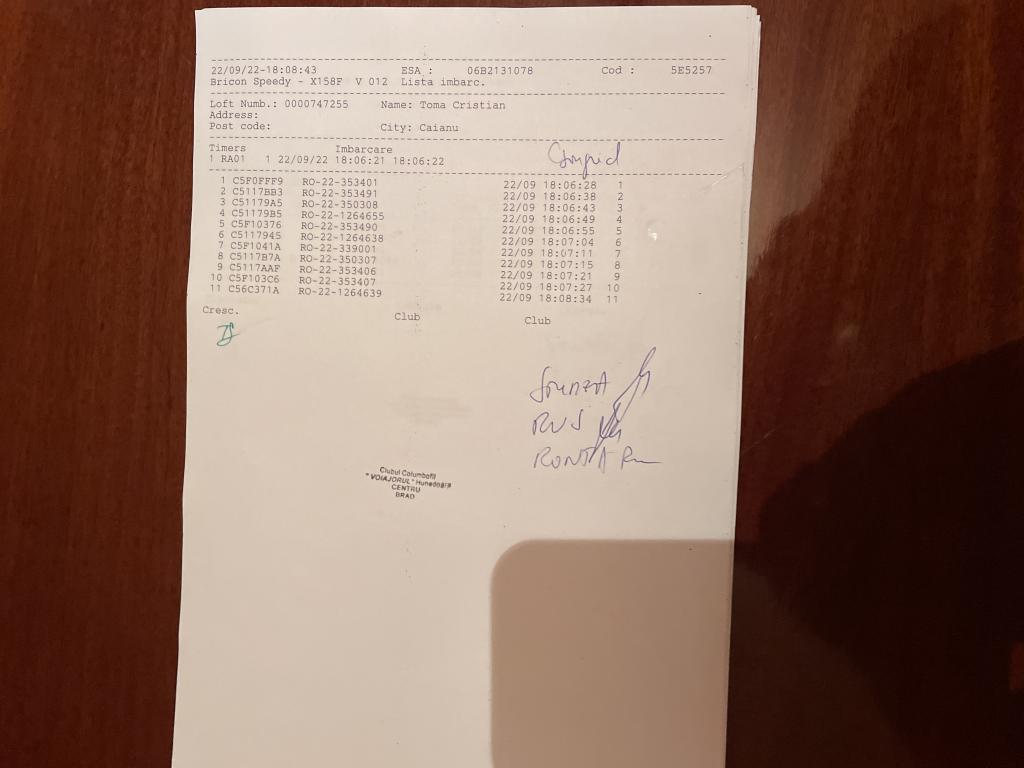 22/09/22-18:08:43 ESA : 06B2131078 Cod : 5E5257
Bricon Speedy - X158F V 012 Lista imbarc.
Loft Numb.: 0000747255 Name: Toma Cristian
Address:
Post code: City: Caianu
Timers Imbarcare
1 RA01 1 22/09/22 18:06:21 18:06:22
1 C5F0FFF9 RO-22-353401 22/09 18:06:28 1
2 C5117BB3 RO-22-353491 22/09 18:06:38 2
3 C51179A5 RO-22-350308 22/09 18:06:43 3
4 C51179B5 RO-22-1264655 22/09 18:06:49 4
5 C5F10376 RO-22-353490 22/09 18:06:55 5
6 C5117945 RO-22-1264638 22/09 18:07:04 6
7 C5F1041A RO-22-339001 22/09 18:07:11 7
8 C5117B7A RO-22-350307 22/09 18:07:15 8
9 C5117AAF RO-22-353406 22/09 18:07:21 9
10 C5F103C6 RO-22-353407 22/09 18:07:27 10
11 C56C371A RO-22-1264639 22/09 18:08:34 11
Cresc. Club Club
RUS
Clubul Columbofil
"VOIAJORUL" Hunedoara
CENTRU
BRAD